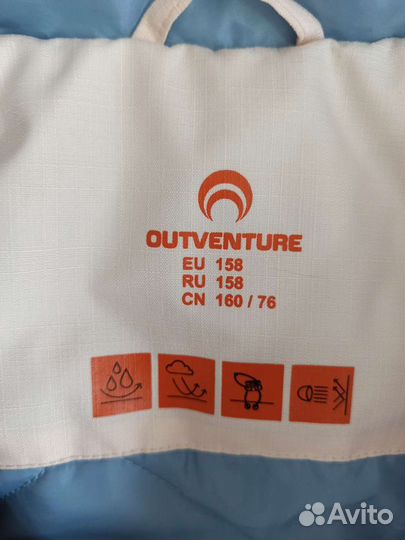 OUTVENTURE
EU 158
RU 158
CN 160 / 76
Avito